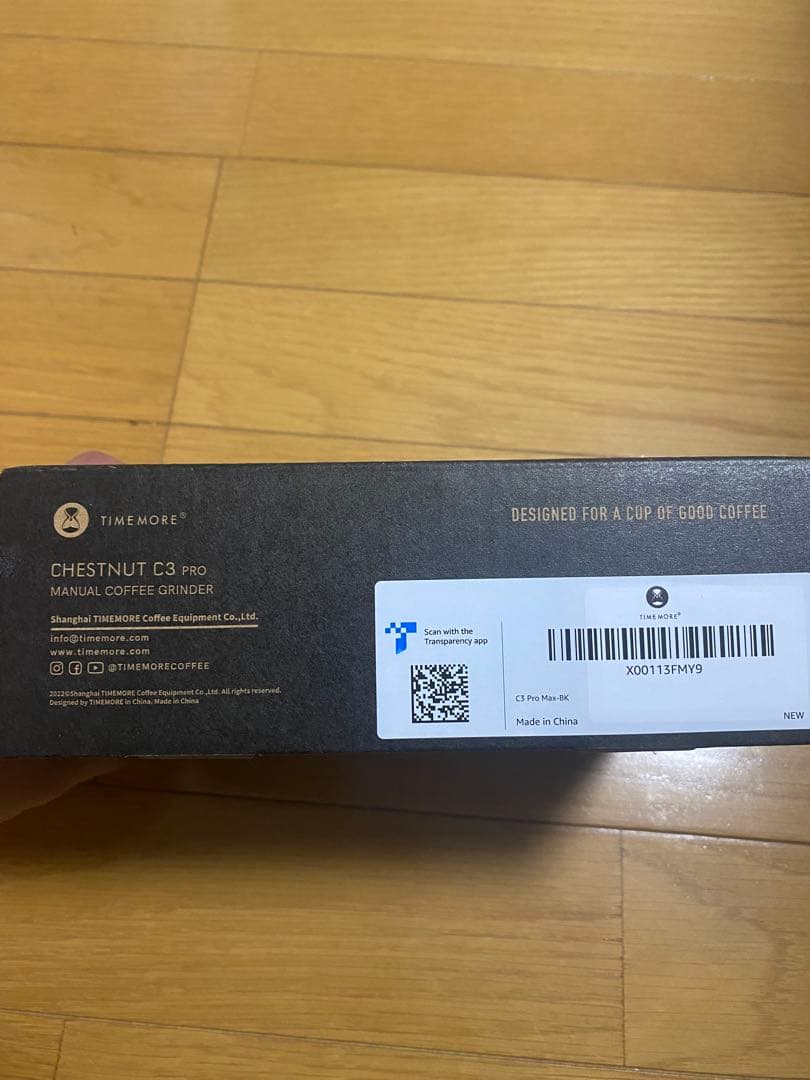 TIMEMORE®
DESIGNED FOR A CUP OF GOOD COFFEE
CHESTNUT C3 PRO
MANUAL COFFEE GRINDER
Shanghai TIMEMORE Coffee Equipment Co.,Ltd.
info@timemore.com
www.timemore.com
@TIMEMORECOFFEE
2022©Shanghai TIMEMORE Coffee Equipment Co.,Ltd. All rights reserved.
Designed by TIMEMORE in China. Made in China
Scan with the
Transparency app
TIMEMORE®
X00113FMY9
C3 Pro Max-BK
Made in China
NEW